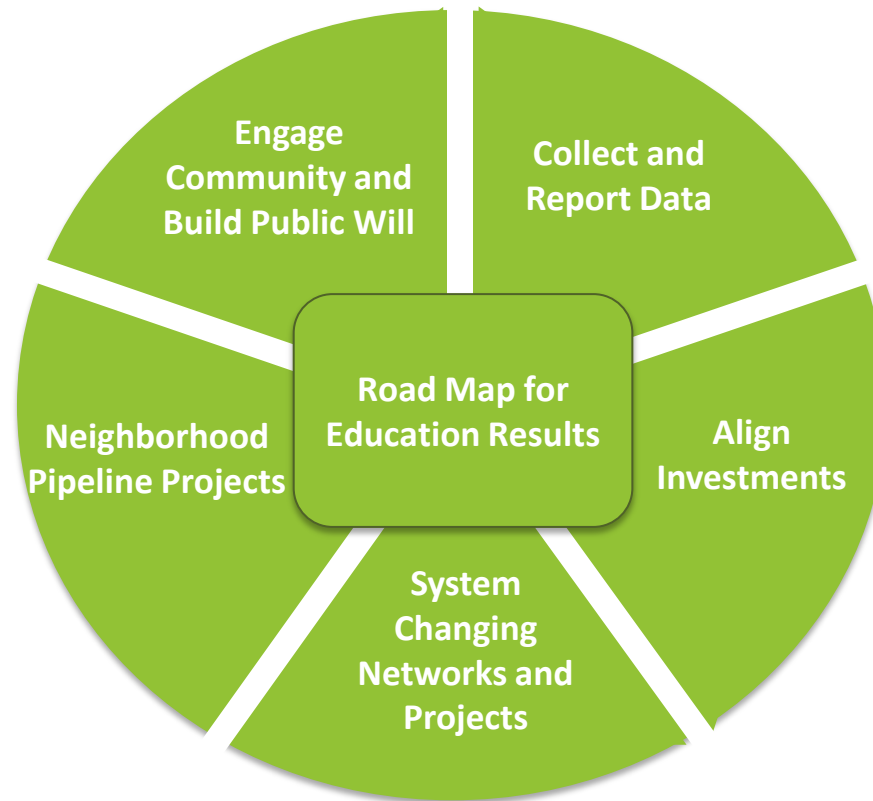 Engage
Community and
Build Public Will
Collect and
Report Data
Road Map for
Education Results
Neighborhood
Pipeline Projects
Align
Investments
System
Changing
Networks and
Projects